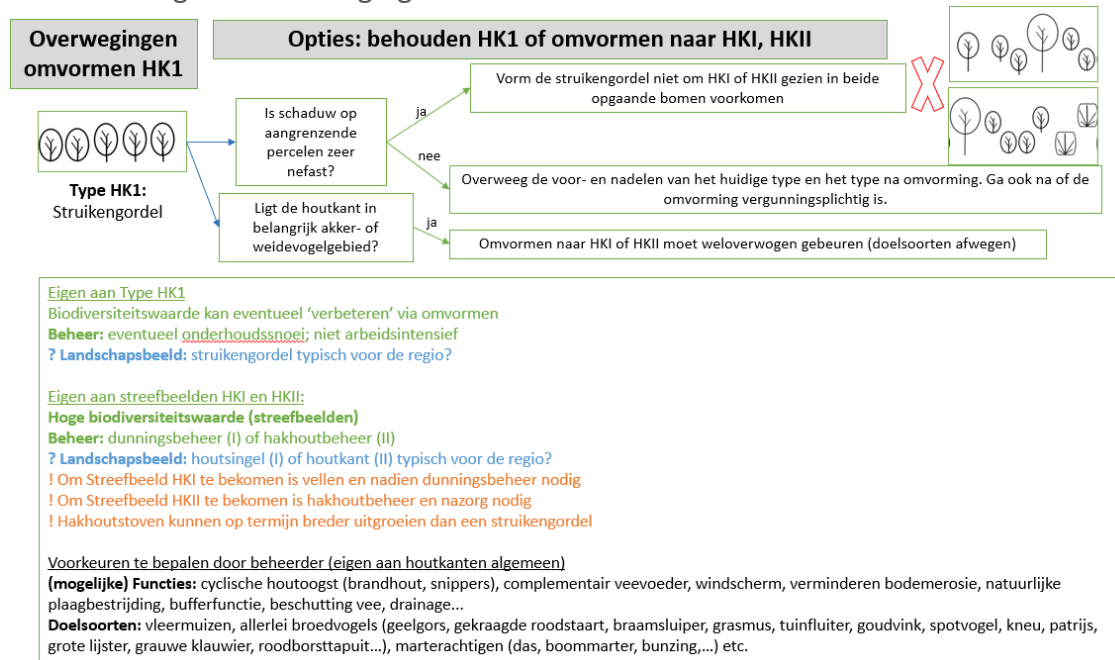 Overwegingen
omvormen HK1
Opties: behouden HK1 of omvormen naar HKI, HKII
Type HK1:
Struikengordel
Is schaduw op
aangrenzende
percelen zeer
nefast?
ja
Vorm de struikengordel niet om HKI of HKII gezien in beide
opgaande bomen voorkomen
nee
Overweeg de voor- en nadelen van het huidige type en het type na omvorming. Ga ook na of de
omvorming vergunningsplichtig is.
Ligt de houtkant in
belangrijk akker- of
weidevogelgebied?
ja
Omvormen naar HKI of HKII moet weloverwogen gebeuren (doelsoorten afwegen)
Eigen aan Type HK1
Biodiversiteitswaarde kan eventueel ‘verbeteren’ via omvormen
Beheer: eventueel onderhoudssnoei; niet arbeidsintensief
? Landschapsbeeld: struikengordel typisch voor de regio?
Eigen aan streefbeelden HKI en HKII:
Hoge biodiversiteitswaarde (streefbeelden)
Beheer: dunningsbeheer (I) of hakhoutbeheer (II)
? Landschapsbeeld: houtsingel (I) of houtkant (II) typisch voor de regio?
! Om Streefbeeld HKI te bekomen is vellen en nadien dunningsbeheer nodig
! Om Streefbeeld HKII te bekomen is hakhoutbeheer en nazorg nodig
! Hakhoutstoven kunnen op termijn breder uitgroeien dan een struikengordel
Voorkeuren te bepalen door beheerder (eigen aan houtkanten algemeen)
(mogelijke) Functies: cyclische houtoogst (brandhout, snippers), complementair veevoeder, windscherm, verminderen bodemerosie, natuurlijke
plaagbestrijding, bufferfunctie, beschutting vee, drainage...
Doelsoorten: vleermuizen, allerlei broedvogels (geelgors, gekraagde roodstaart, braamsluiper, grasmus, tuinfluiter, goudvink, spotvogel, kneu, patrijs,
grote lijster, grauwe klauwier, roodborsttapuit...), marterachtigen (das, boommarter, bunzing,...) etc.